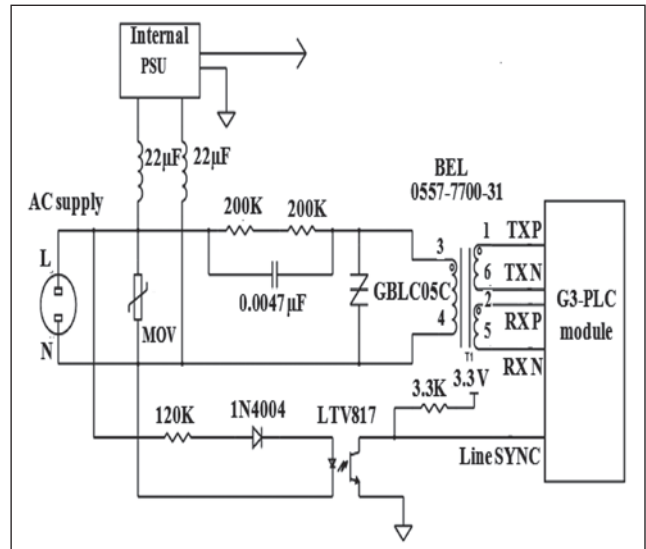 Internal
PSU
22μF 22μF
BEL
0557-7700-31
AC supply
200K 200K
3 1 TXP
L
6 TXN
0.0047 μF GBLC05C
2 RXP
G3-PLC
module
N
MOV
4 5 RXN
T1
3.3K 3.3V
120K 1N4004 LTV817
Line SYNC